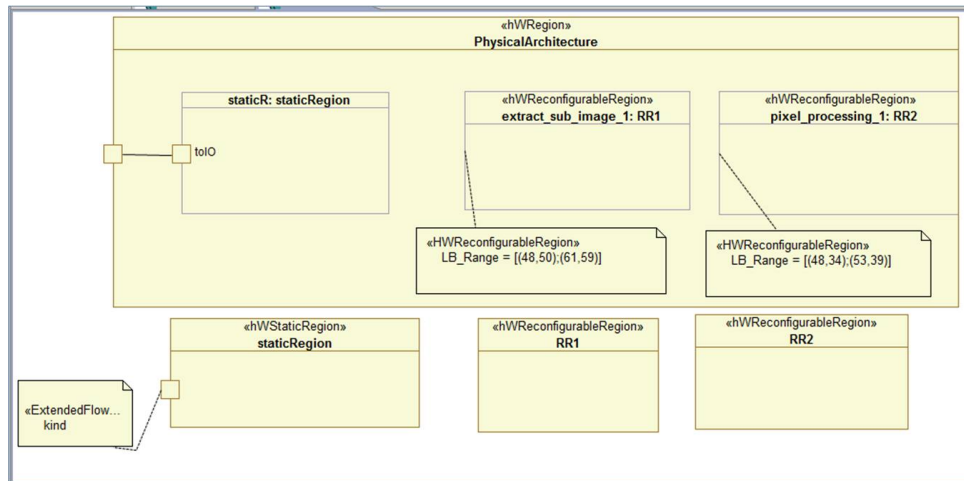 «hWRegion»
PhysicalArchitecture
staticR: staticRegion
«hWReconfigurableRegion»
extract_sub_image_1: RR1
«hWReconfigurableRegion»
pixel_processing_1: RR2
toIO
«HWReconfigurableRegion»
LB_Range = [(48,50);(61,59)]
«HWReconfigurableRegion»
LB_Range = [(48,34);(53,39)]
«hWStaticRegion»
staticRegion
«hWReconfigurableRegion»
RR1
«hWReconfigurableRegion»
RR2
«ExtendedFlow...
kind